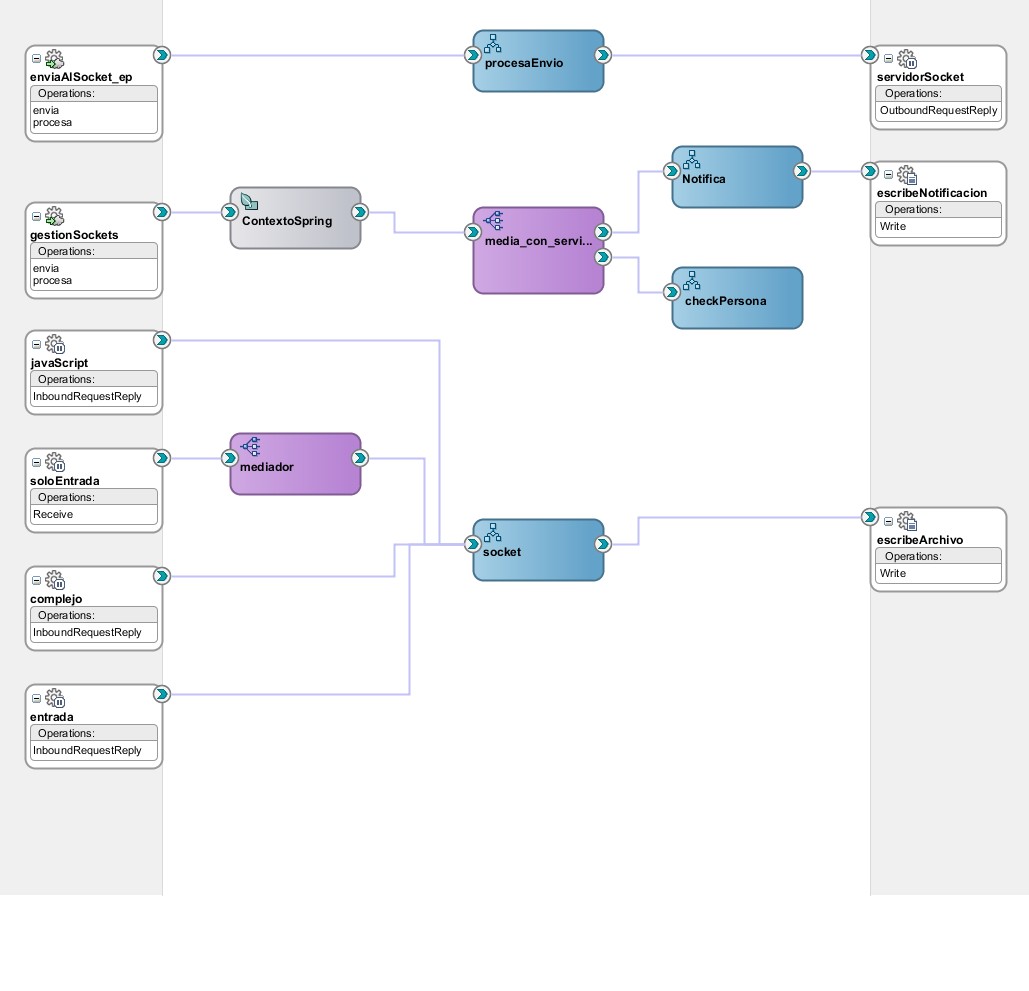 enviaAlSocket_ep
Operations:
envia
procesa
procesaEnvio
servidorSocket
Operations:
OutboundRequestReply
gestionSockets
Operations:
envia
procesa
ContextoSpring
media_con_servi...
Notifica
escribeNotificacion
Operations:
Write
checkPersona
javaScript
Operations:
InboundRequestReply
soloEntrada
Operations:
Receive
mediador
socket
escribeArchivo
Operations:
Write
complejo
Operations:
InboundRequestReply
entrada
Operations:
InboundRequestReply